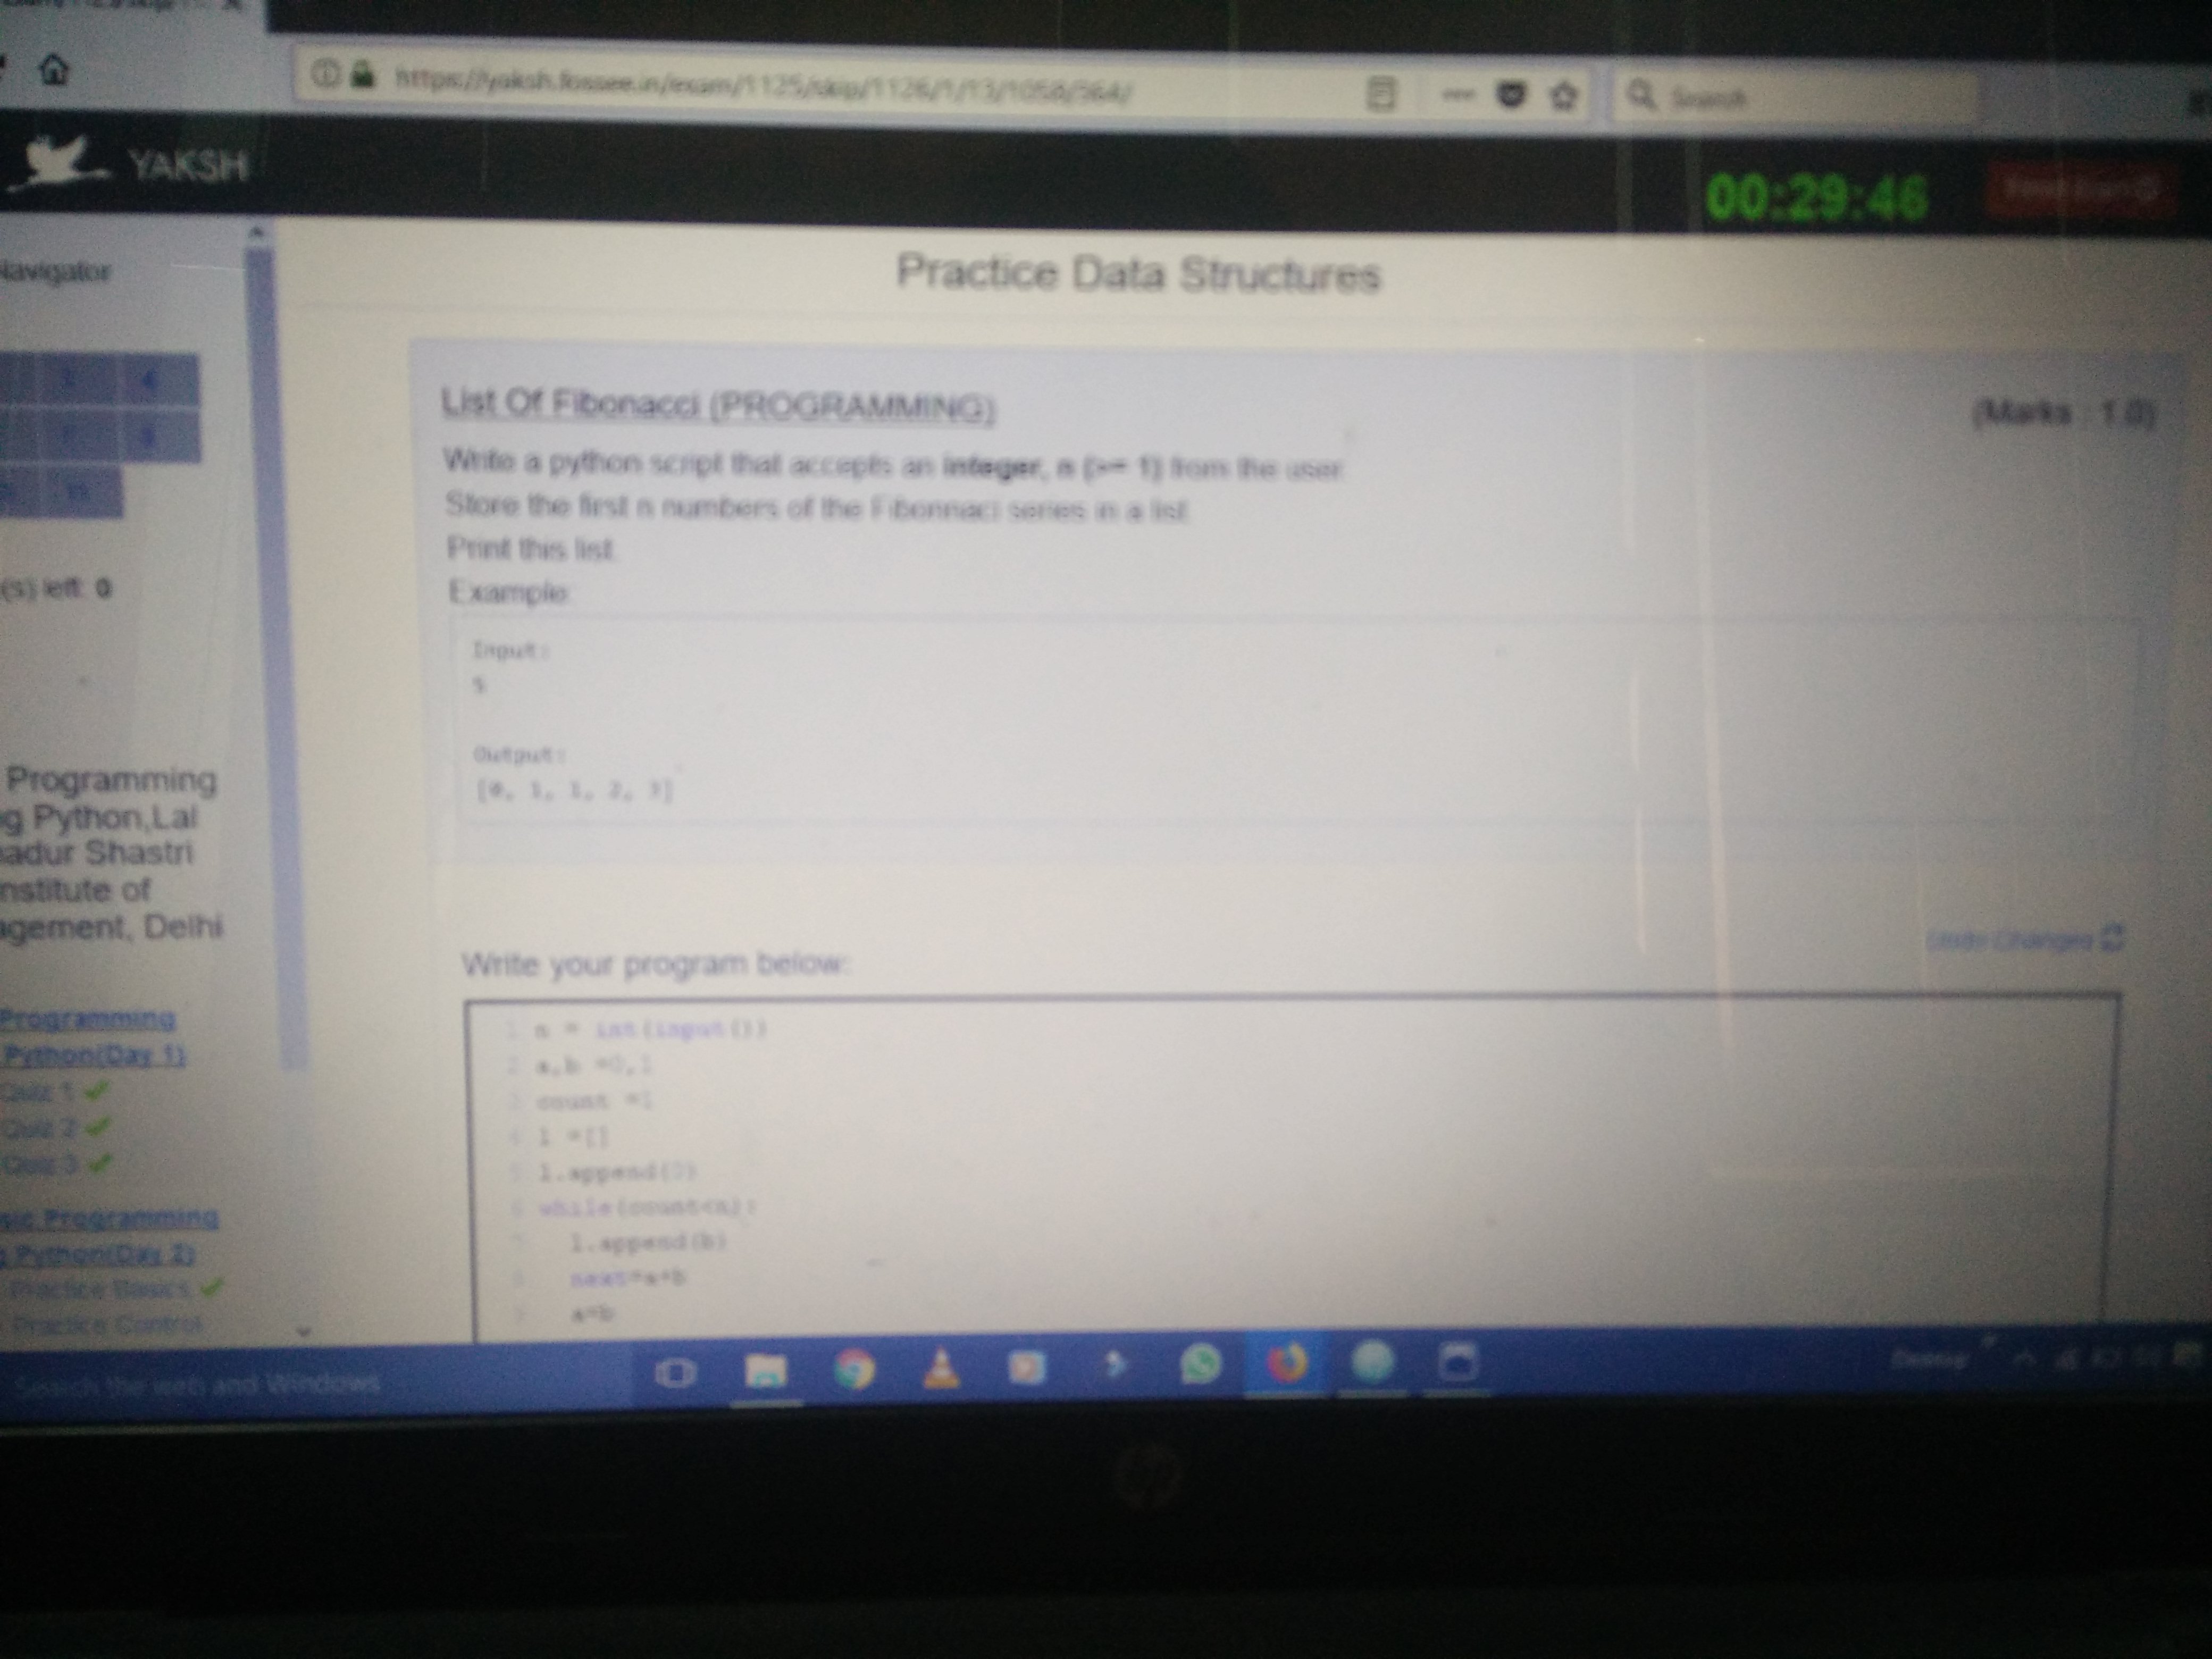 https://yaksh.fossee.in/exam/1125/skip/1126/1/13/1058/564/
Search
YAKSH
00:29:46
Navigator
Practice Data Structures
4
8
List Of Fibonacci (PROGRAMMING)
(Marks : 1.0)
Write a python script that accepts an integer, n (>= 1) from the user
Store the first n numbers of the Fibonnaci series in a list
Print this list
Example:
(s) left: 0
Input:
5
Output:
[0, 1, 1, 2, 3]
Programming
g Python,Lal
adur Shastri
nstitute of
agement, Delhi
Undo Changes
Write your program below:
Programming
Python(Day 1)
Quiz 1
Quiz 2
Quiz 3
sic Programming
g Python(Day 2)
Practice Basics
Practice Control
1 n = int(input())
2 a,b =0,1
3 count =1
4 l =[]
5 l.append(0)
6 while(count<n):
7 l.append(b)
8 next=a+b
9 a=b
Search the web and Windows
Desktop
hp